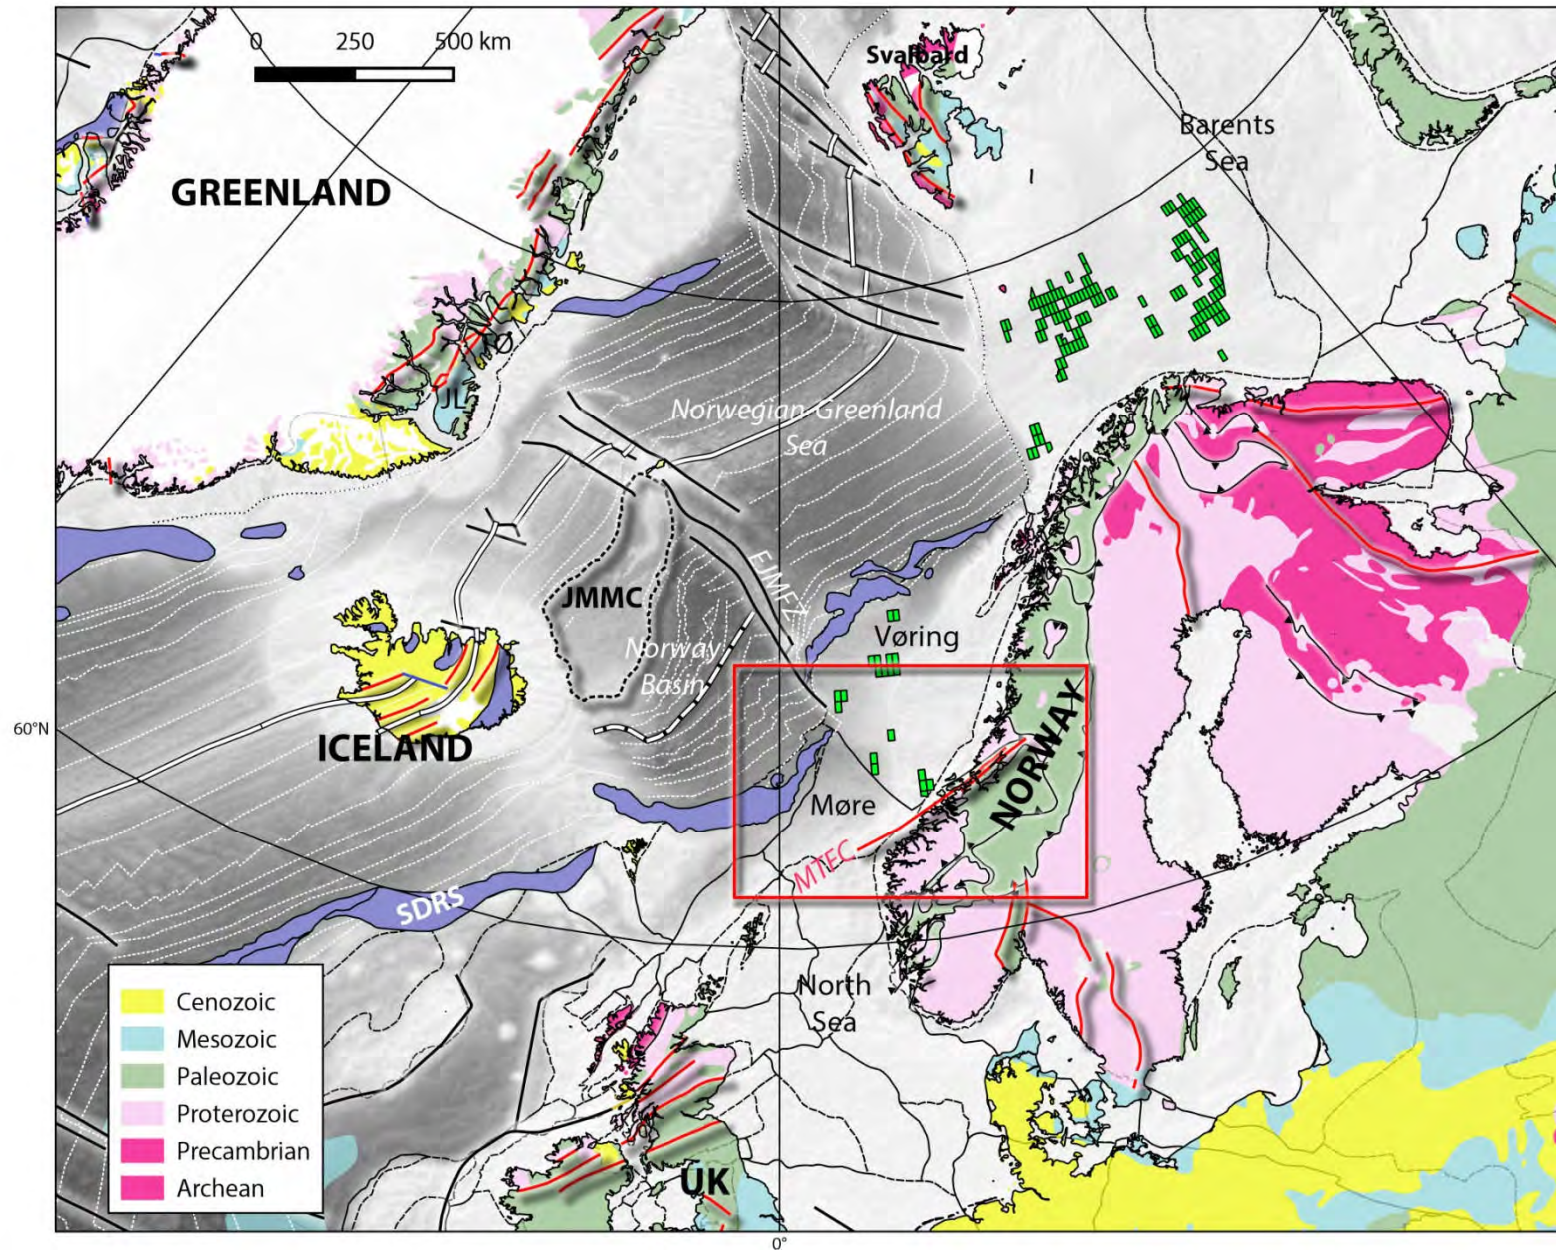 0 250 500 km
Svalbard
Barents
Sea
GREENLAND
Ø
JL
Norwegian-Greenland
Sea
EJMFZ
JMMC
Vøring
Norway
Basin
60°N
ICELAND
NORWAY
Møre
MTFC
SDRS
North
Sea
Cenozoic
Mesozoic
Paleozoic
Proterozoic
Precambrian
Archean
UK
0°